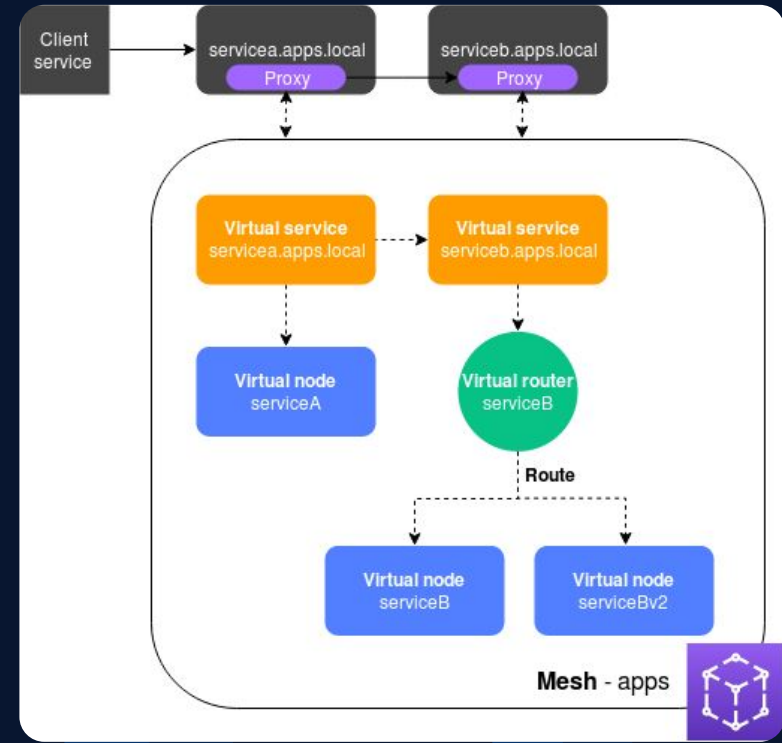 Client
service
servicea.apps.local
Proxy
serviceb.apps.local
Proxy
Virtual service
servicea.apps.local
Virtual service
serviceb.apps.local
Virtual node
serviceA
Virtual router
serviceB
Route
Virtual node
serviceB
Virtual node
serviceBv2
Mesh - apps